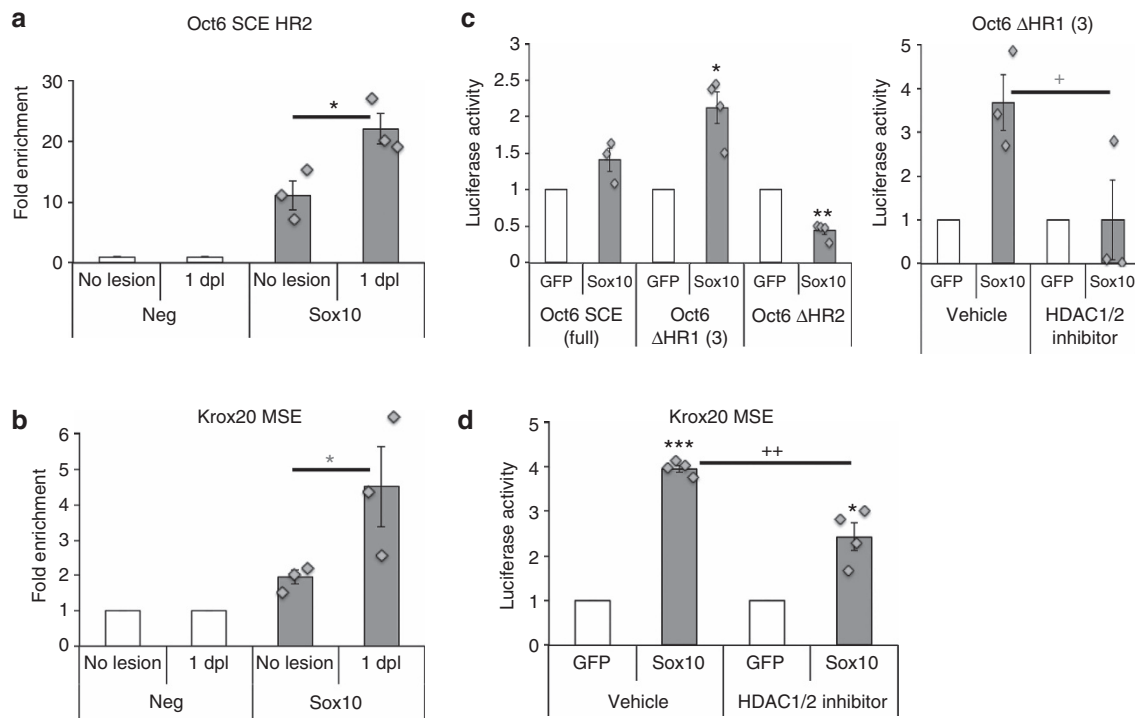 a
Oct6 SCE HR2
Fold enrichment
30
20
10
0
*
No lesion 1 dpl No lesion 1 dpl
Neg Sox10
c
Luciferase activity
3
2.5
2
1.5
1
0.5
0
*
**
GFP Sox10 GFP Sox10 GFP Sox10
Oct6 SCE (full) Oct6 ΔHR1 (3) Oct6 ΔHR2
Oct6 ΔHR1 (3)
Luciferase activity
5
4
3
2
1
0
+
GFP Sox10 GFP Sox10
Vehicle HDAC1/2
inhibitor
b
Krox20 MSE
Fold enrichment
6
5
4
3
2
1
0
*
No lesion 1 dpl No lesion 1 dpl
Neg Sox10
d
Krox20 MSE
Luciferase activity
5
4
3
2
1
0
***
++
*
GFP Sox10 GFP Sox10
Vehicle HDAC1/2 inhibitor